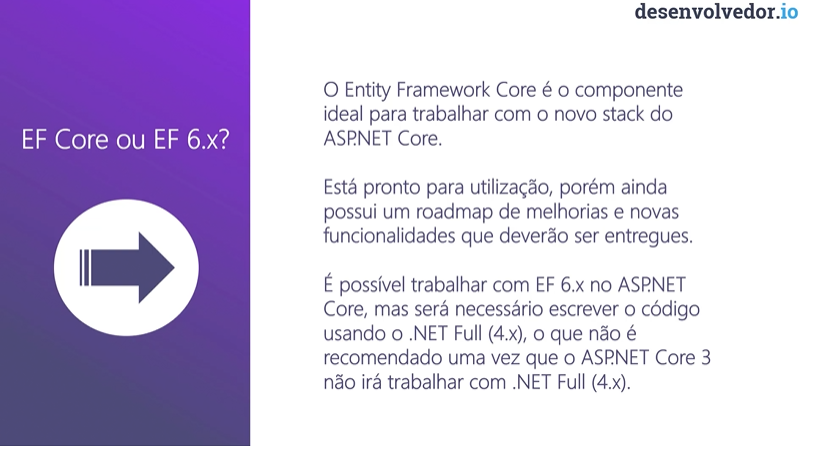 desenvolvedor.io
EF Core ou EF 6.x?
O Entity Framework Core é o componente
ideal para trabalhar com o novo stack do
ASP.NET Core.
Está pronto para utilização, porém ainda
possui um roadmap de melhorias e novas
funcionalidades que deverão ser entregues.
É possível trabalhar com EF 6.x no ASP.NET
Core, mas será necessário escrever o código
usando o .NET Full (4.x), o que não é
recomendado uma vez que o ASP.NET Core 3
não irá trabalhar com .NET Full (4.x).